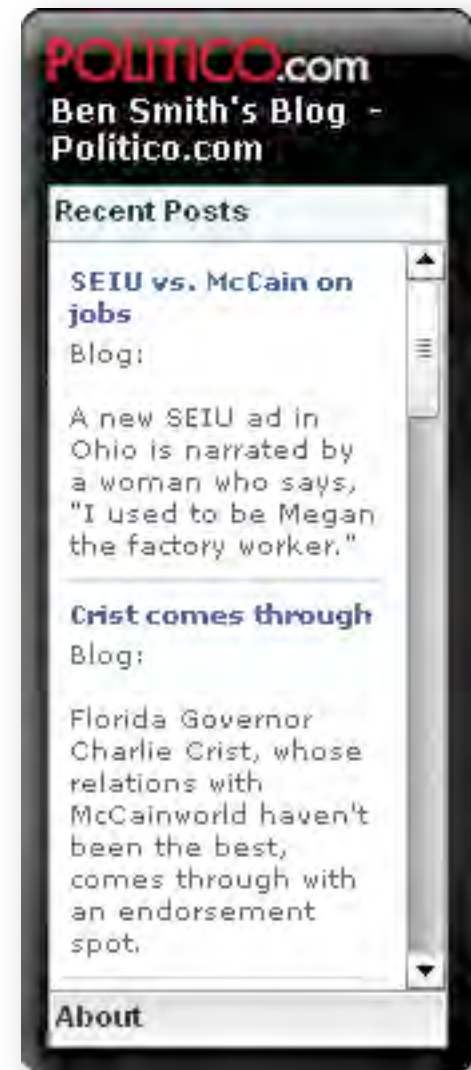 POLITICO.com
Ben Smith's Blog -
Politico.com
Recent Posts
SEIU vs. McCain on
jobs
Blog:
A new SEIU ad in
Ohio is narrated by
a woman who says,
"I used to be Megan
the factory worker."
Crist comes through
Blog:
Florida Governor
Charlie Crist, whose
relations with
McCainworld haven't
been the best,
comes through with
an endorsement
spot.
About